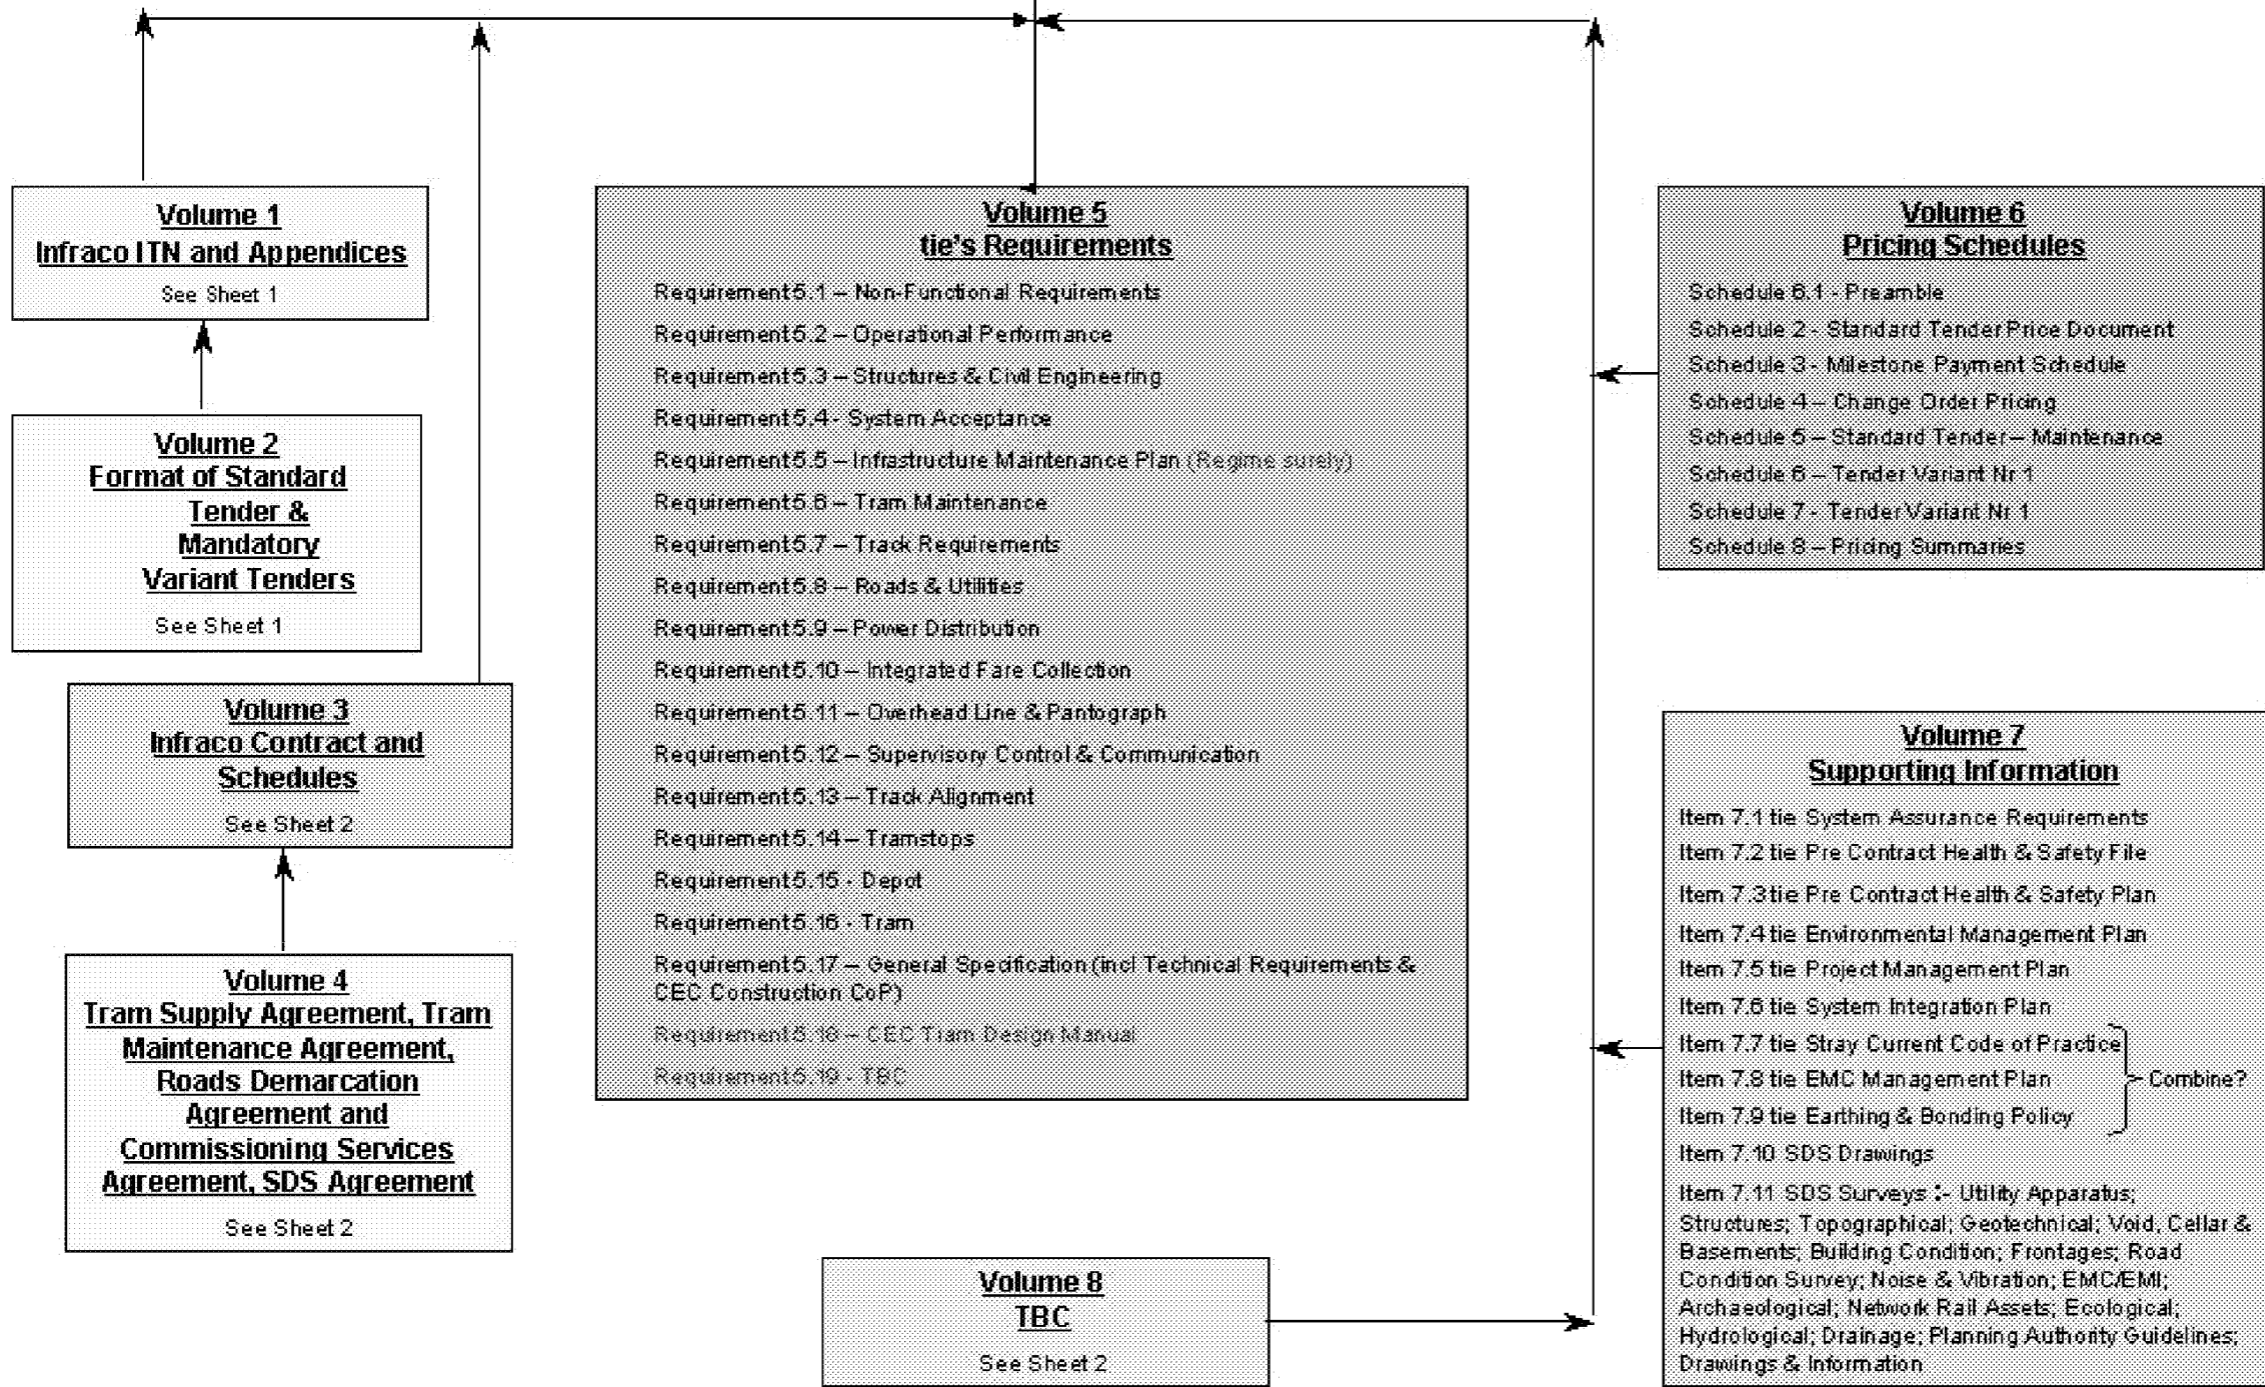 Volume 1
Infraco ITN and Appendices
See Sheet 1
Volume 2
Format of Standard
Tender &
Mandatory
Variant Tenders
See Sheet 1
Volume 3
Infraco Contract and
Schedules
See Sheet 2
Volume 4
Tram Supply Agreement, Tram
Maintenance Agreement,
Roads Demarcation
Agreement and
Commissioning Services
Agreement, SDS Agreement
See Sheet 2
Volume 5
tie's Requirements
Requirement 5.1 – Non-Functional Requirements
Requirement 5.2 – Operational Performance
Requirement 5.3 – Structures & Civil Engineering
Requirement 5.4 - System Acceptance
Requirement 5.5 – Infrastructure Maintenance Plan (Regime surely)
Requirement 5.6 – Tram Maintenance
Requirement 5.7 – Track Requirements
Requirement 5.8 – Roads & Utilities
Requirement 5.9 – Power Distribution
Requirement 5.10 – Integrated Fare Collection
Requirement 5.11 – Overhead Line & Pantograph
Requirement 5.12 – Supervisory Control & Communication
Requirement 5.13 – Track Alignment
Requirement 5.14 – Tramstops
Requirement 5.15 - Depot
Requirement 5.16 - Tram
Requirement 5.17 – General Specification (incl Technical Requirements &
CEC Construction CoP)
Requirement 5.18 – CEC Tram Design Manual
Requirement 5.19 - TBC
Volume 8
TBC
See Sheet 2
Volume 6
Pricing Schedules
Schedule 6.1 - Preamble
Schedule 2 - Standard Tender Price Document
Schedule 3 - Milestone Payment Schedule
Schedule 4 – Change Order Pricing
Schedule 5 – Standard Tender – Maintenance
Schedule 6 – Tender Variant Nr 1
Schedule 7 - Tender Variant Nr 1
Schedule 8 – Pricing Summaries
Volume 7
Supporting Information
Item 7.1 tie System Assurance Requirements
Item 7.2 tie Pre Contract Health & Safety File
Item 7.3 tie Pre Contract Health & Safety Plan
Item 7.4 tie Environmental Management Plan
Item 7.5 tie Project Management Plan
Item 7.6 tie System Integration Plan
Item 7.7 tie Stray Current Code of Practice
Item 7.8 tie EMC Management Plan
Combine?
Item 7.9 tie Earthing & Bonding Policy
Item 7.10 SDS Drawings
Item 7.11 SDS Surveys :- Utility Apparatus;
Structures; Topographical; Geotechnical; Void, Cellar &
Basements; Building Condition; Frontages; Road
Condition Survey; Noise & Vibration; EMC/EMI;
Archaeological; Network Rail Assets; Ecological;
Hydrological; Drainage; Planning Authority Guidelines;
Drawings & Information